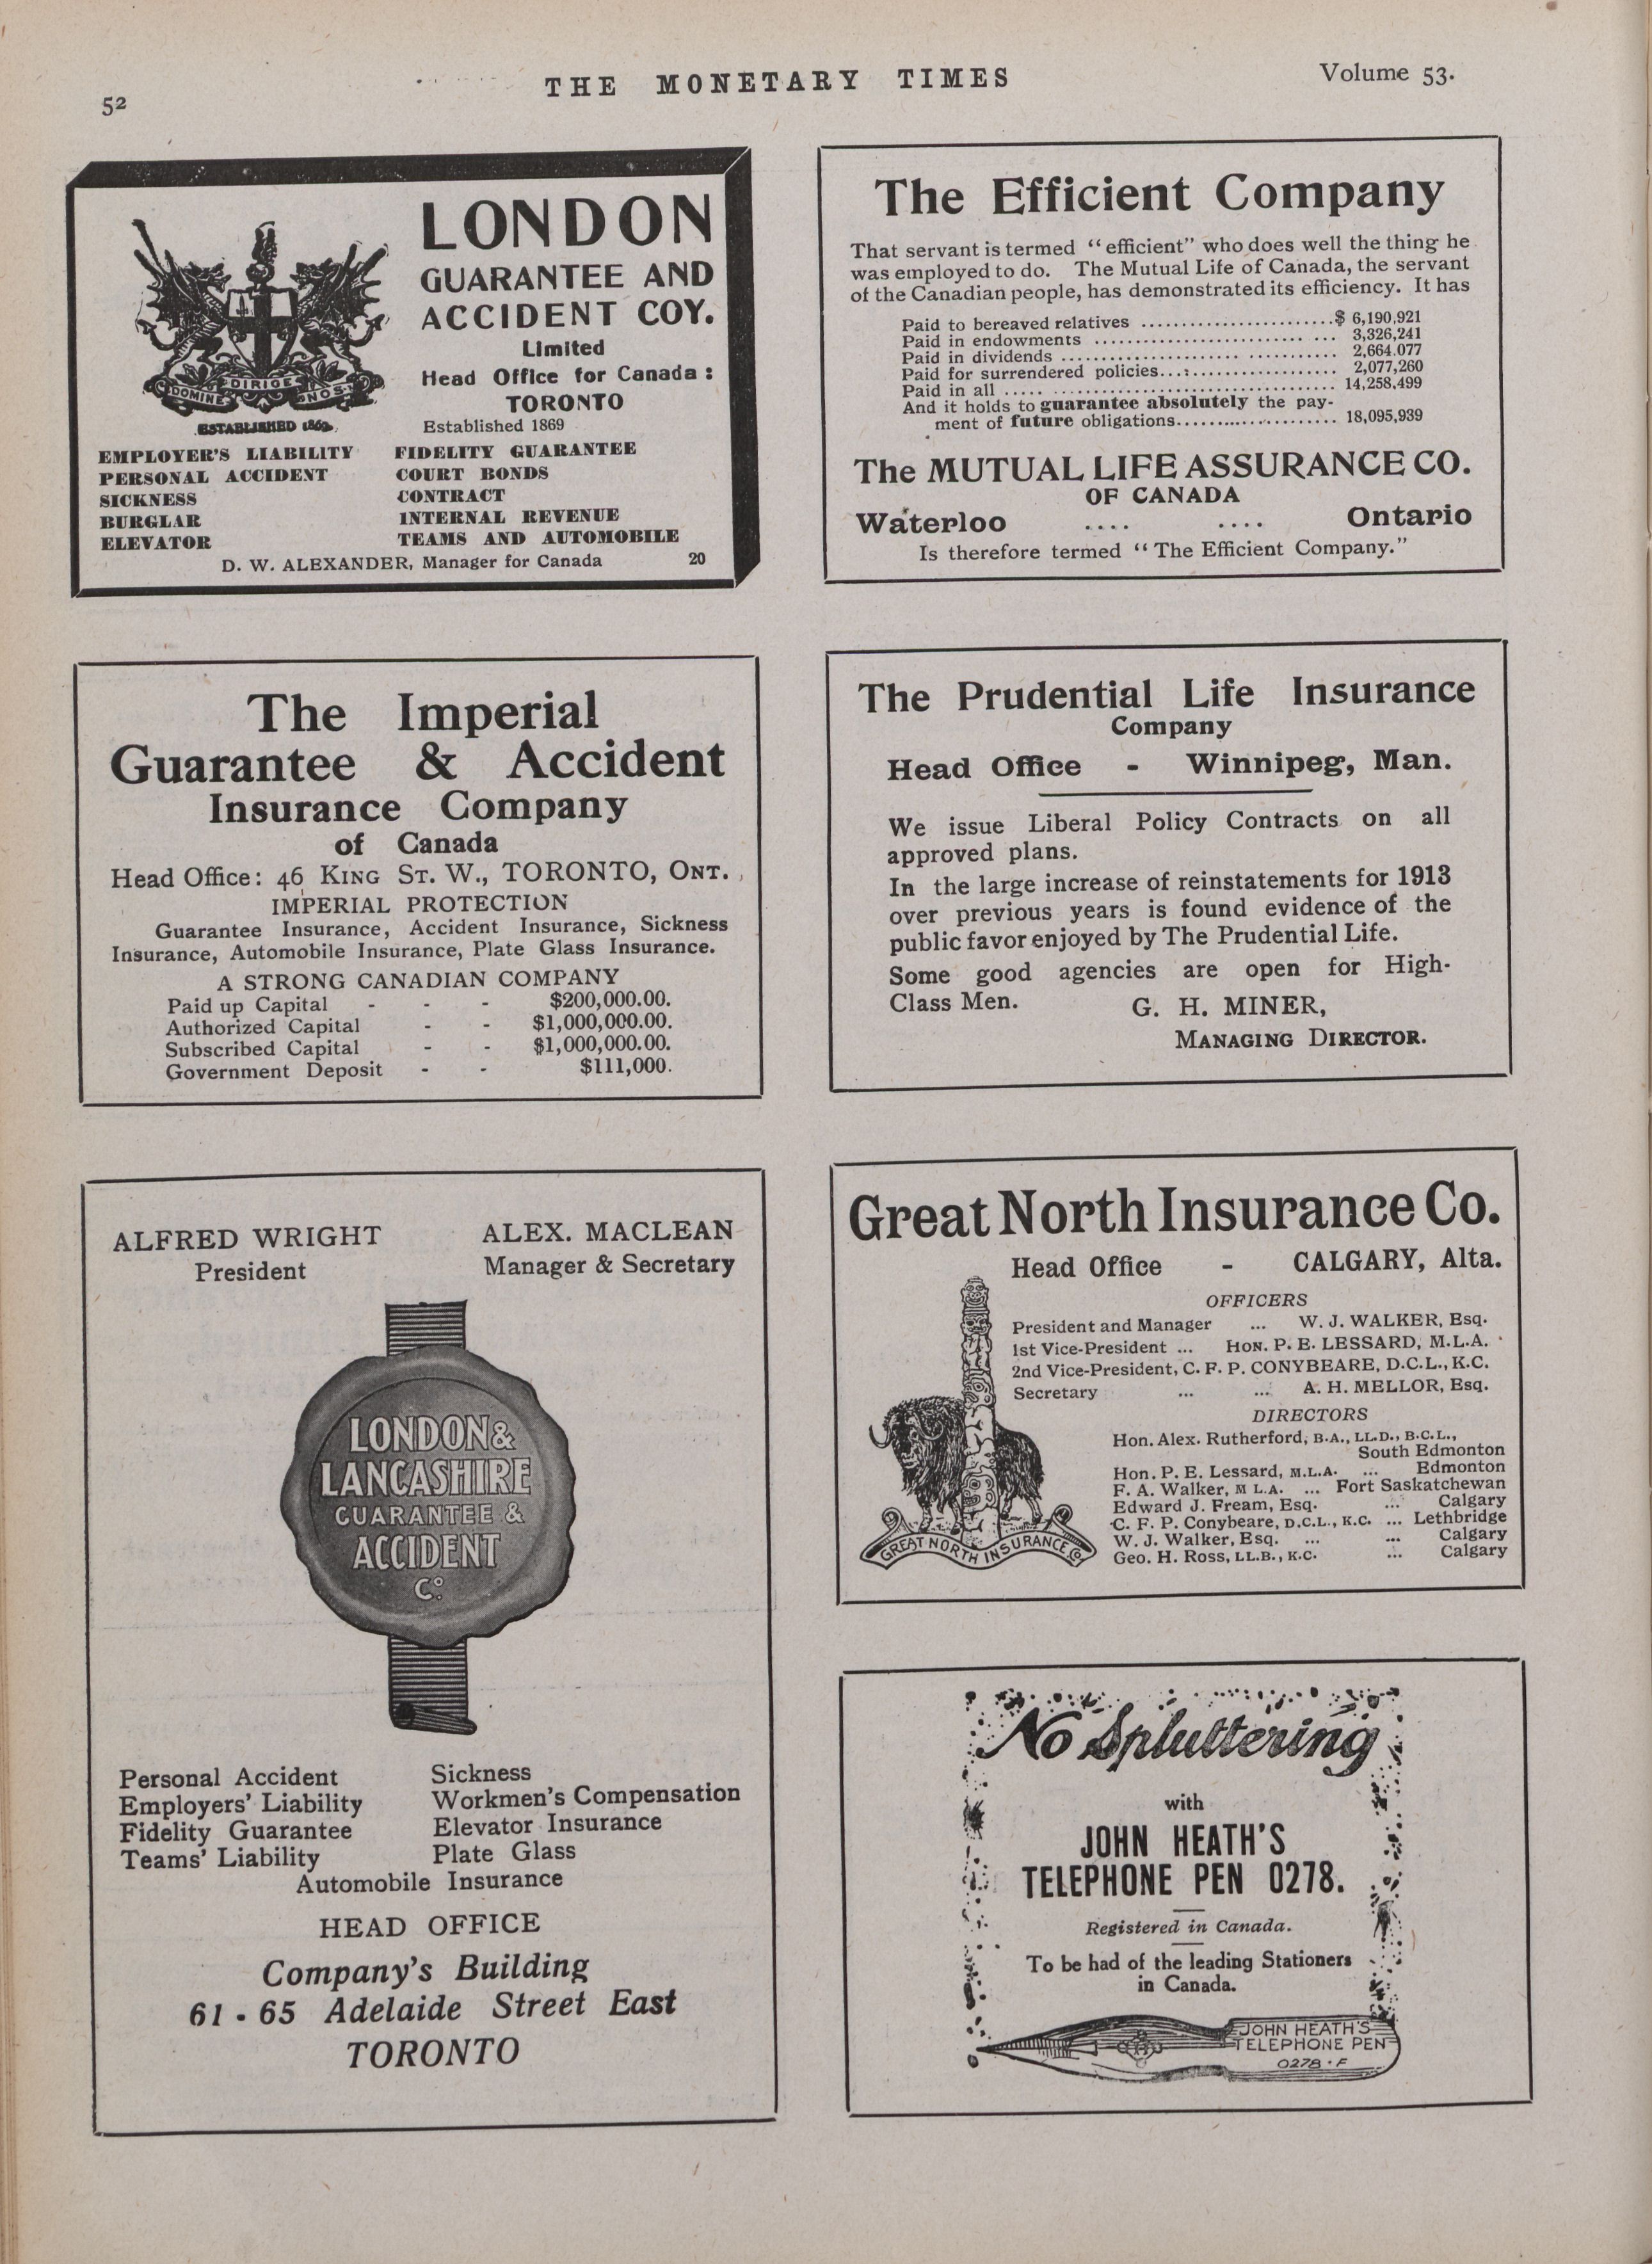 52
THE MONETARY TIMES
Volume 53.
LONDON
GUARANTEE AND
ACCIDENT COY.
Limited
Head Office for Canada:
TORONTO
Established 1869
DOMINE DIRIGE NOS
ESTABLISHED 1869.
EMPLOYER'S LIABILITY FIDELITY GUARANTEE
PERSONAL ACCIDENT COURT BONDS
SICKNESS CONTRACT
BURGLAR INTERNAL REVENUE
ELEVATOR TEAMS AND AUTOMOBILE
D. W. ALEXANDER, Manager for Canada 20
The Efficient Company
That servant is termed "efficient" who does well the thing he
was employed to do. The Mutual Life of Canada, the servant
of the Canadian people, has demonstrated its efficiency. It has
Paid to bereaved relatives ........................$ 6,190,921
Paid in endowments .......................... ... 3,326,241
Paid in dividends ...................... ........... 2,664.077
Paid for surrendered policies...:.................. 2,077,260
Paid in all ..... .................................. 14,258,499
And it holds to guarantee absolutely the pay-
ment of future obligations....................... 18,095,939
The MUTUAL LIFE ASSURANCE CO.
OF CANADA
Waterloo .... .... Ontario
Is therefore termed "The Efficient Company."
The Imperial
Guarantee & Accident
Insurance Company
of Canada
Head Office: 46 KING ST. W., TORONTO, ONT.
IMPERIAL PROTECTION
Guarantee Insurance, Accident Insurance, Sickness
Insurance, Automobile Insurance, Plate Glass Insurance.
A STRONG CANADIAN COMPANY
Paid up Capital - - - $200,000.00.
Authorized Capital - - $1,000,000.00.
Subscribed Capital - - $1,000,000.00.
Government Deposit - - $111,000.
The Prudential Life Insurance
Company
Head Office - Winnipeg, Man.
We issue Liberal Policy Contracts on all
approved plans.
In the large increase of reinstatements for 1913
over previous years is found evidence of the
public favor enjoyed by The Prudential Life.
Some good agencies are open for High-
Class Men. G. H. MINER,
MANAGING DIRECTOR.
ALFRED WRIGHT ALEX. MACLEAN
President Manager & Secretary
LONDON &
LANCASHIRE
GUARANTEE &
ACCIDENT
Co.
Personal Accident Sickness
Employers' Liability Workmen's Compensation
Fidelity Guarantee Elevator Insurance
Teams' Liability Plate Glass
Automobile Insurance
HEAD OFFICE
Company's Building
61 - 65 Adelaide Street East
TORONTO
Great North Insurance Co.
Head Office - CALGARY, Alta.
OFFICERS
President and Manager ... W. J. WALKER, Esq.
1st Vice-President ... HON. P. E. LESSARD, M.L.A.
2nd Vice-President, C. F. P. CONYBEARE, D.C.L., K.C.
Secretary ... ... A. H. MELLOR, Esq.
DIRECTORS
Hon. Alex. Rutherford, B.A., LL.D., B.C.L.,
South Edmonton
Hon. P. E. Lessard, M.L.A. ... Edmonton
F. A. Walker, M L.A. ... Fort Saskatchewan
Edward J. Fream, Esq. ... Calgary
C. F. P. Conybeare, D.C.L., K.C. ... Lethbridge
W. J. Walker, Esq. ... ... Calgary
Geo. H. Ross, LL.B., K.C. ... Calgary
GREAT NORTH INSURANCE Co
No Spluttering
with
JOHN HEATH'S
TELEPHONE PEN 0278.
Registered in Canada.
To be had of the leading Stationers
in Canada.
JOHN HEATH'S
TELEPHONE PEN
0278 · F